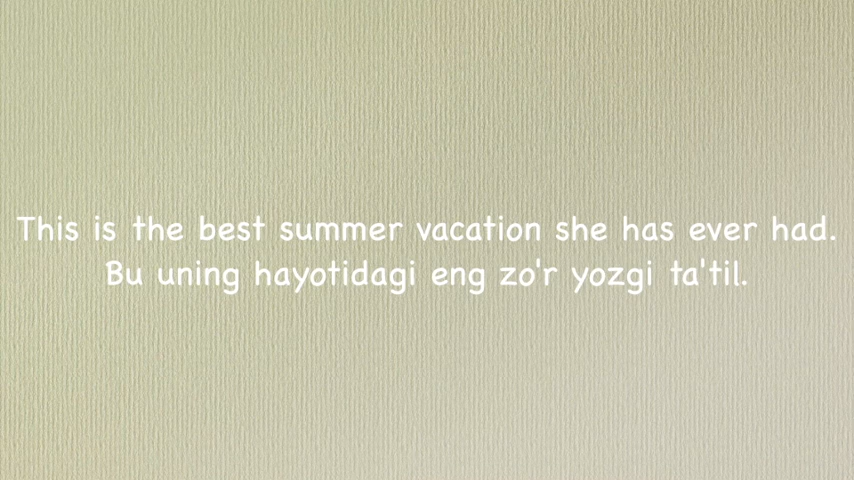 This is the best summer vacation she has ever had.
Bu uning hayotidagi eng zo'r yozgi ta'til.